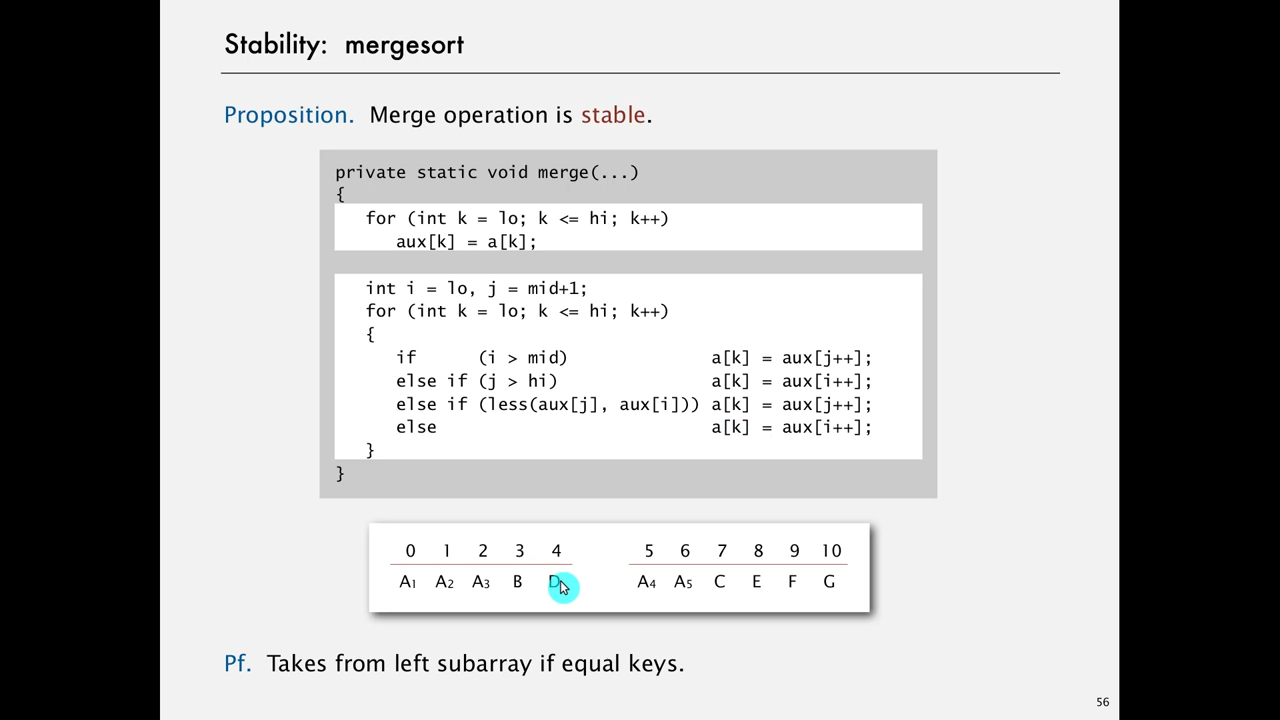 Stability: mergesort
Proposition. Merge operation is stable.
private static void merge(...)
{
for (int k = lo; k <= hi; k++)
aux[k] = a[k];
int i = lo, j = mid+1;
for (int k = lo; k <= hi; k++)
{
if (i > mid) a[k] = aux[j++];
else if (j > hi) a[k] = aux[i++];
else if (less(aux[j], aux[i])) a[k] = aux[j++];
else a[k] = aux[i++];
}
}
0 1 2 3 4 5 6 7 8 9 10
A1 A2 A3 B D A4 A5 C E F G
Pf. Takes from left subarray if equal keys.
56